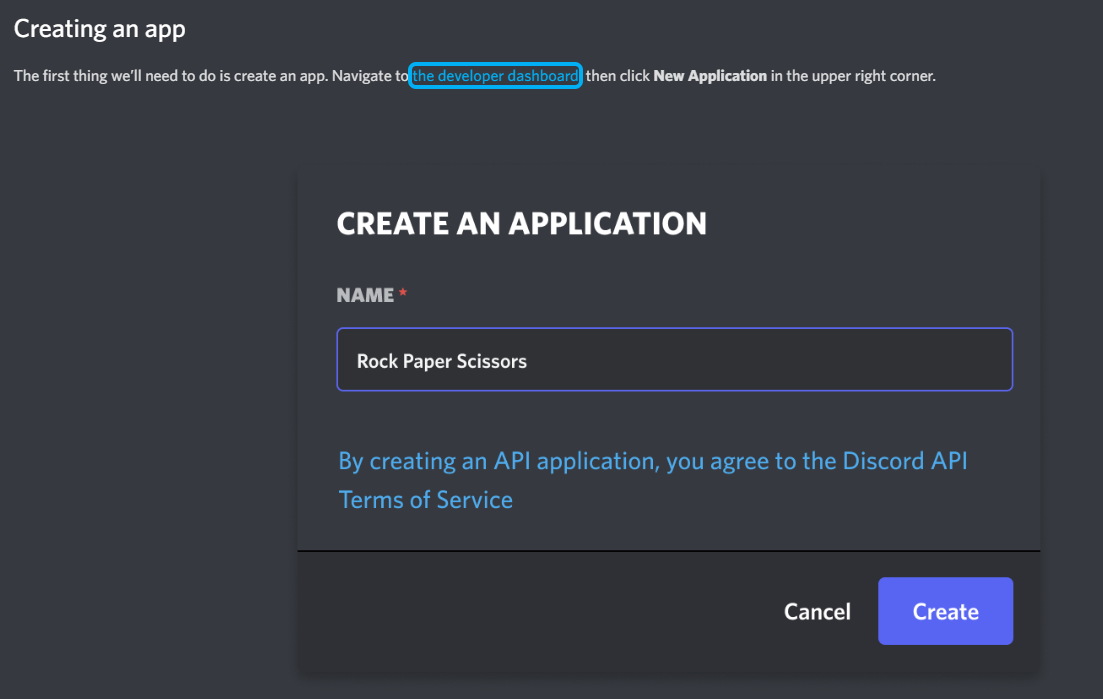 Creating an app
The first thing we’ll need to do is create an app. Navigate to the developer dashboard, then click New Application in the upper right corner.
CREATE AN APPLICATION
NAME *
Rock Paper Scissors
By creating an API application, you agree to the Discord API
Terms of Service
Cancel Create